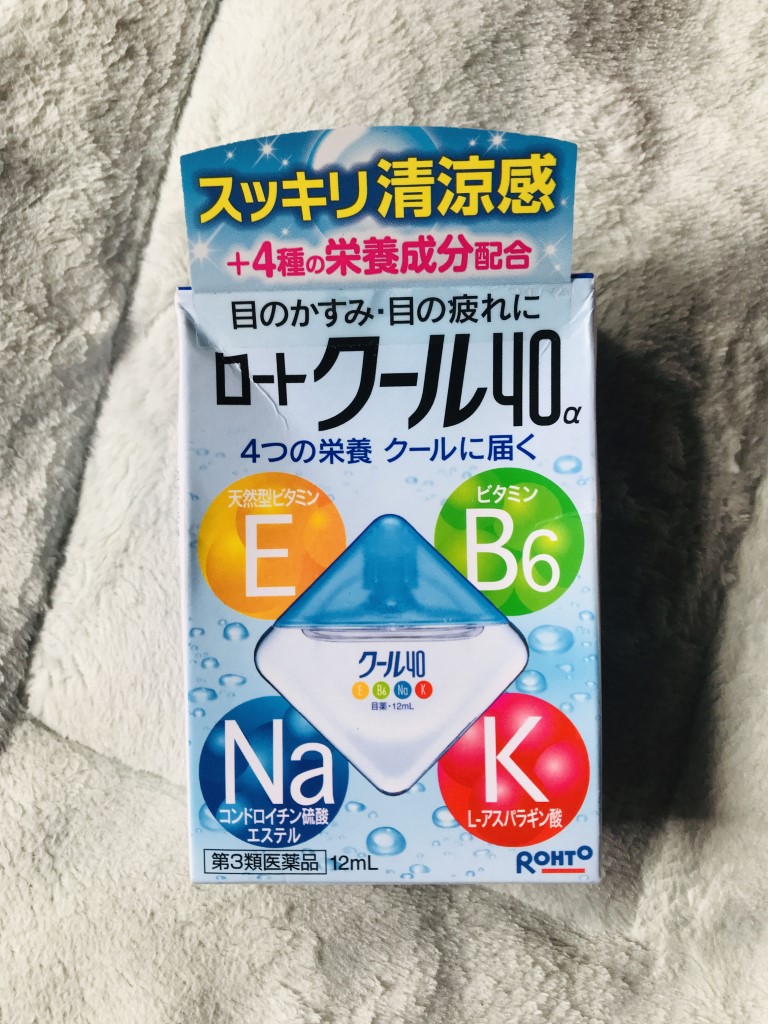 スッキリ清涼感
+4種の栄養成分配合
目のかすみ・目の疲れに
ロートクール40α
4つの栄養 クールに届く
天然型ビタミン
E
ビタミン
B6
クール40
E B6 Na K
目薬・12mL
Na
コンドロイチン硫酸
エステル
K
L-アスパラギン酸
第3類医薬品 12mL
ROHTO